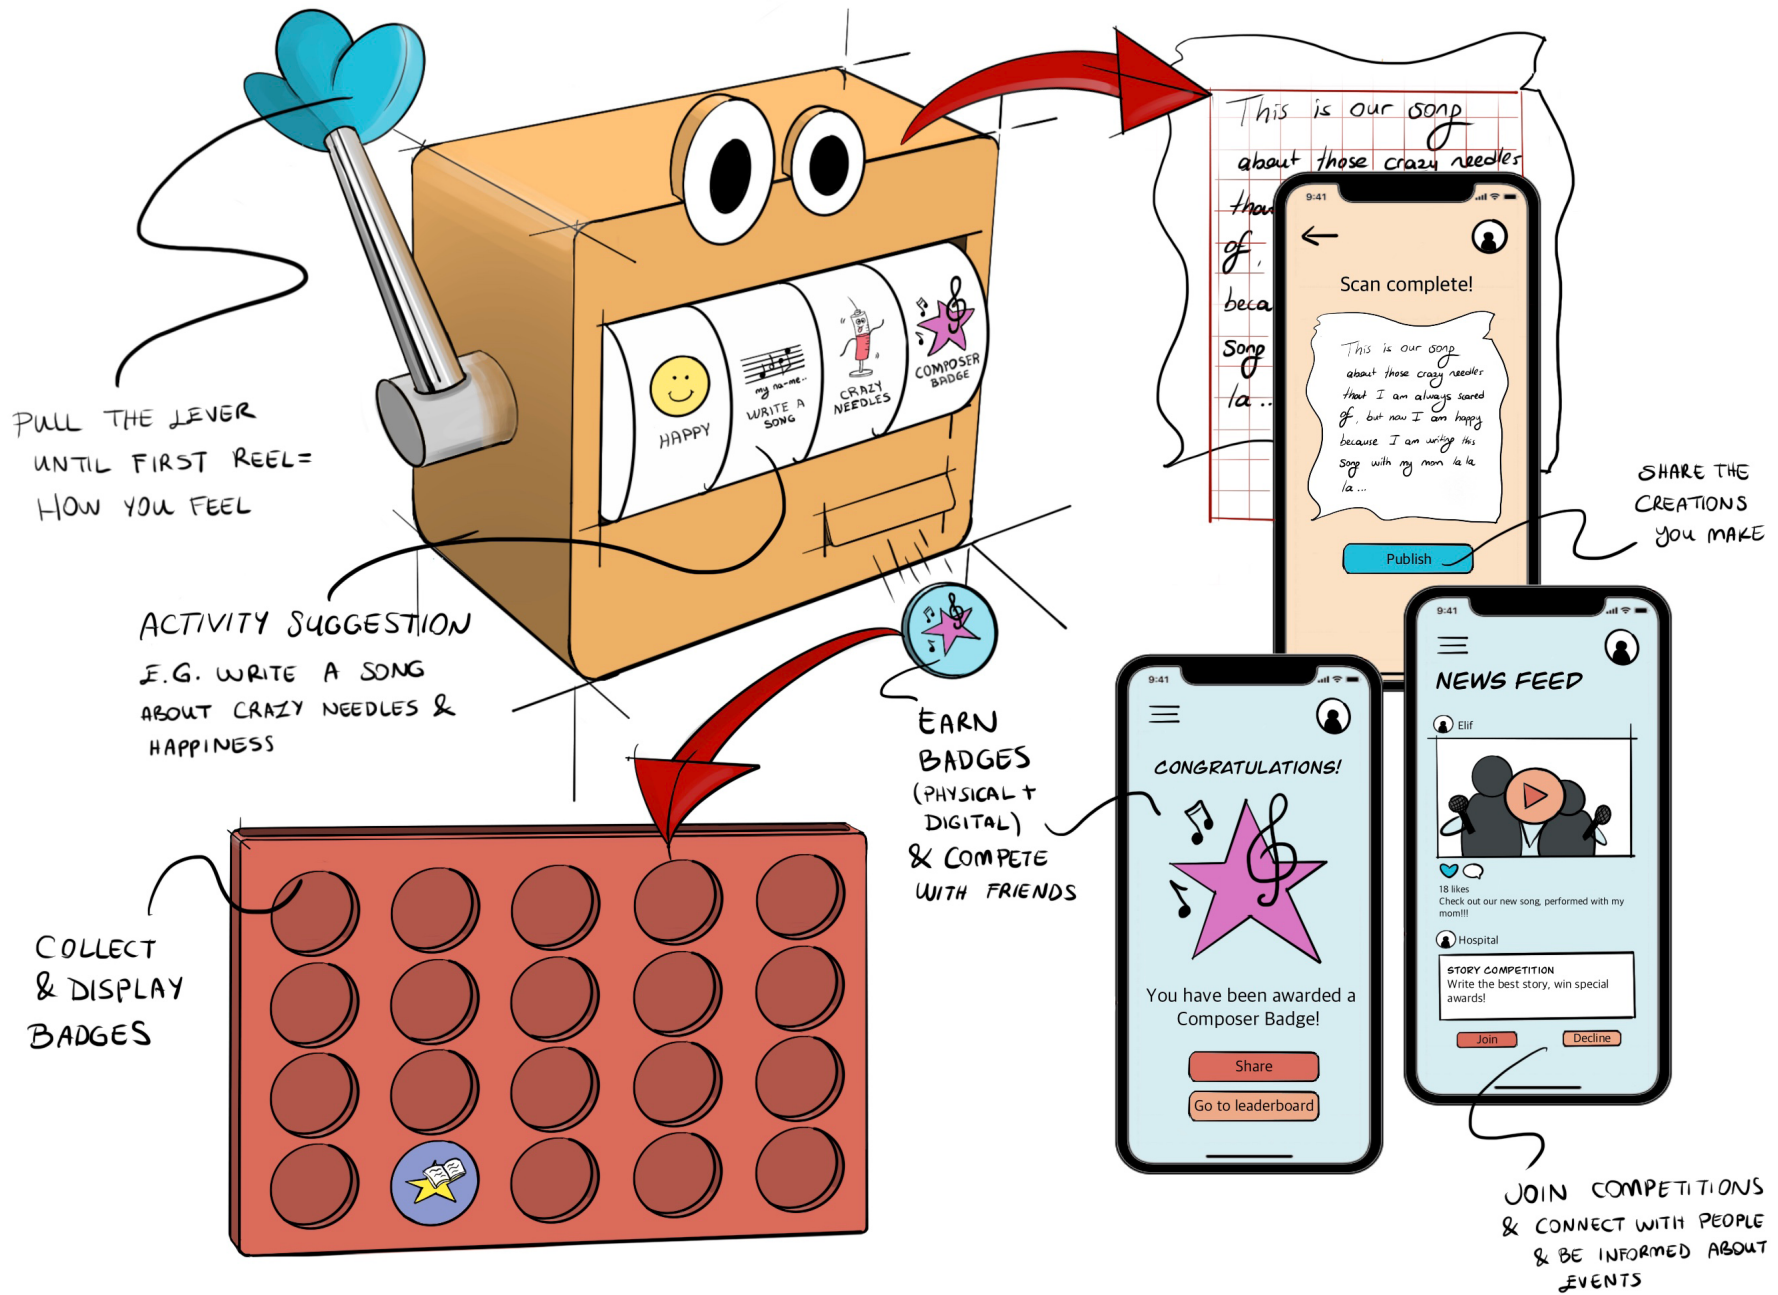 PULL THE LEVER
UNTIL FIRST REEL=
HOW YOU FEEL
HAPPY
my na-me..
WRITE A
SONG
CRAZY
NEEDLES
COMPOSER
BADGE
ACTIVITY SUGGESTION
E.G. WRITE A SONG
ABOUT CRAZY NEEDLES &
HAPPINESS
This is our song
about those crazy needles
that
of,
beca
song
la..
9:41
Scan complete!
This is our song
about those crazy needles
that I am always scared
of, but now I am happy
because I am writing this
song with my mom la la
la...
Publish
SHARE THE
CREATIONS
YOU MAKE
EARN
BADGES
(PHYSICAL +
DIGITAL)
& COMPETE
WITH FRIENDS
9:41
CONGRATULATIONS!
You have been awarded a
Composer Badge!
Share
Go to leaderboard
9:41
NEWS FEED
Elif
18 likes
Check out our new song, performed with my
mom!!!
Hospital
STORY COMPETITION
Write the best story, win special
awards!
Join
Decline
COLLECT
& DISPLAY
BADGES
JOIN COMPETITIONS
& CONNECT WITH PEOPLE
& BE INFORMED ABOUT
EVENTS